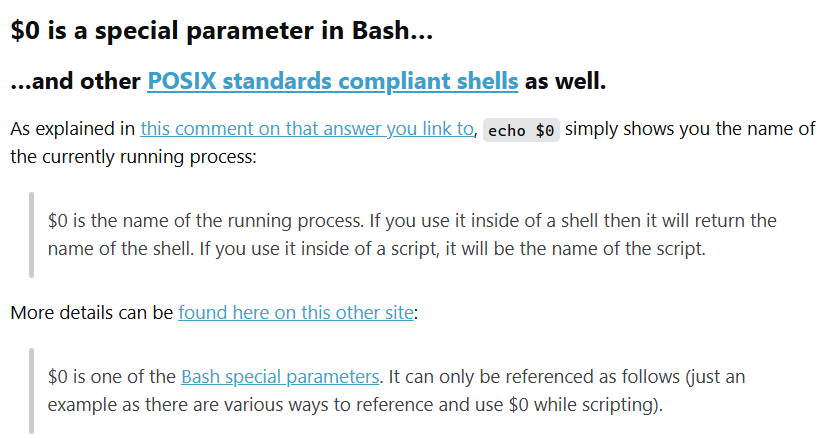 $0 is a special parameter in Bash…
…and other POSIX standards compliant shells as well.
As explained in this comment on that answer you link to, echo $0 simply shows you the name of
the currently running process:
$0 is the name of the running process. If you use it inside of a shell then it will return the
name of the shell. If you use it inside of a script, it will be the name of the script.
More details can be found here on this other site:
$0 is one of the Bash special parameters. It can only be referenced as follows (just an
example as there are various ways to reference and use $0 while scripting).